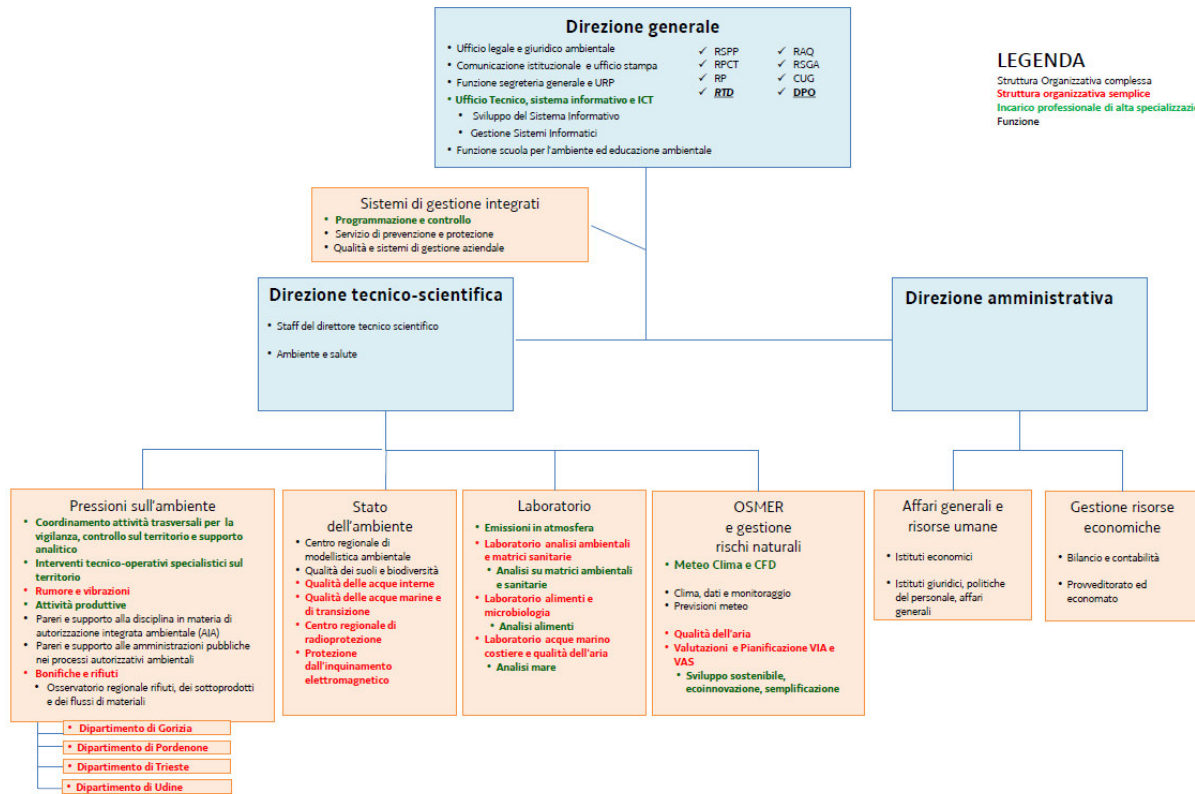 Direzione generale
• Ufficio legale e giuridico ambientale
• Comunicazione istituzionale e ufficio stampa
• Funzione segreteria generale e URP
• Ufficio Tecnico, sistema informativo e ICT
• Sviluppo del Sistema Informativo
• Gestione Sistemi Informatici
• Funzione scuola per l'ambiente ed educazione ambientale
✓ RSPP
✓ RPCT
✓ RP
✓ RTD
✓ RAQ
✓ RSGA
✓ CUG
✓ DPO
LEGENDA
Struttura Organizzativa complessa
Struttura organizzativa semplice
Incarico professionale di alta specializzazio
Funzione
Sistemi di gestione integrati
• Programmazione e controllo
• Servizio di prevenzione e protezione
• Qualità e sistemi di gestione aziendale
Direzione tecnico-scientifica
• Staff del direttore tecnico scientifico
• Ambiente e salute
Direzione amministrativa
Pressioni sull'ambiente
• Coordinamento attività trasversali per la
vigilanza, controllo sul territorio e supporto
analitico
• Interventi tecnico-operativi specialistici sul
territorio
• Rumore e vibrazioni
• Attività produttive
• Pareri e supporto alla disciplina in materia di
autorizzazione integrata ambientale (AIA)
• Pareri e supporto alle amministrazioni pubbliche
nei processi autorizzativi ambientali
• Bonifiche e rifiuti
• Osservatorio regionale rifiuti, dei sottoprodotti
e dei flussi di materiali
• Dipartimento di Gorizia
• Dipartimento di Pordenone
• Dipartimento di Trieste
• Dipartimento di Udine
Stato
dell'ambiente
• Centro regionale di
modellistica ambientale
• Qualità dei suoli e biodiversità
• Qualità delle acque interne
• Qualità delle acque marine e
di transizione
• Centro regionale di
radioprotezione
• Protezione
dall'inquinamento
elettromagnetico
Laboratorio
• Emissioni in atmosfera
• Laboratorio analisi ambientali
e matrici sanitarie
• Analisi su matrici ambientali
e sanitarie
• Laboratorio alimenti e
microbiologia
• Analisi alimenti
• Laboratorio acque marino
costiere e qualità dell'aria
• Analisi mare
OSMER
e gestione
rischi naturali
• Meteo Clima e CFD
• Clima, dati e monitoraggio
• Previsioni meteo
• Qualità dell'aria
• Valutazioni e Pianificazione VIA e
VAS
• Sviluppo sostenibile,
ecoinnovazione, semplificazione
Affari generali e
risorse umane
• Istituti economici
• Istituti giuridici, politiche
del personale, affari
generali
Gestione risorse
economiche
• Bilancio e contabilità
• Provveditorato ed
economato